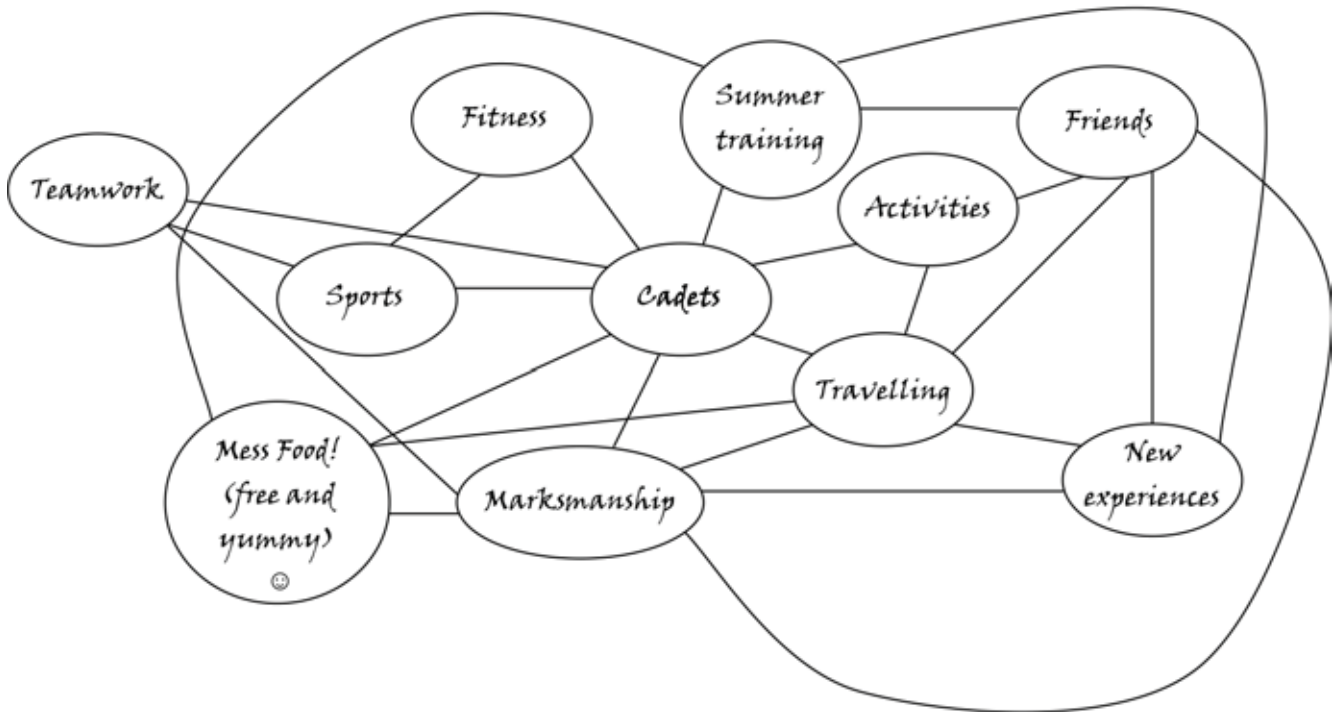 Summer
training
Fitness
Friends
Teamwork
Activities
Sports
Cadets
Travelling
Mess Food!
(free and
yummy)
☺
Marksmanship
New
experiences